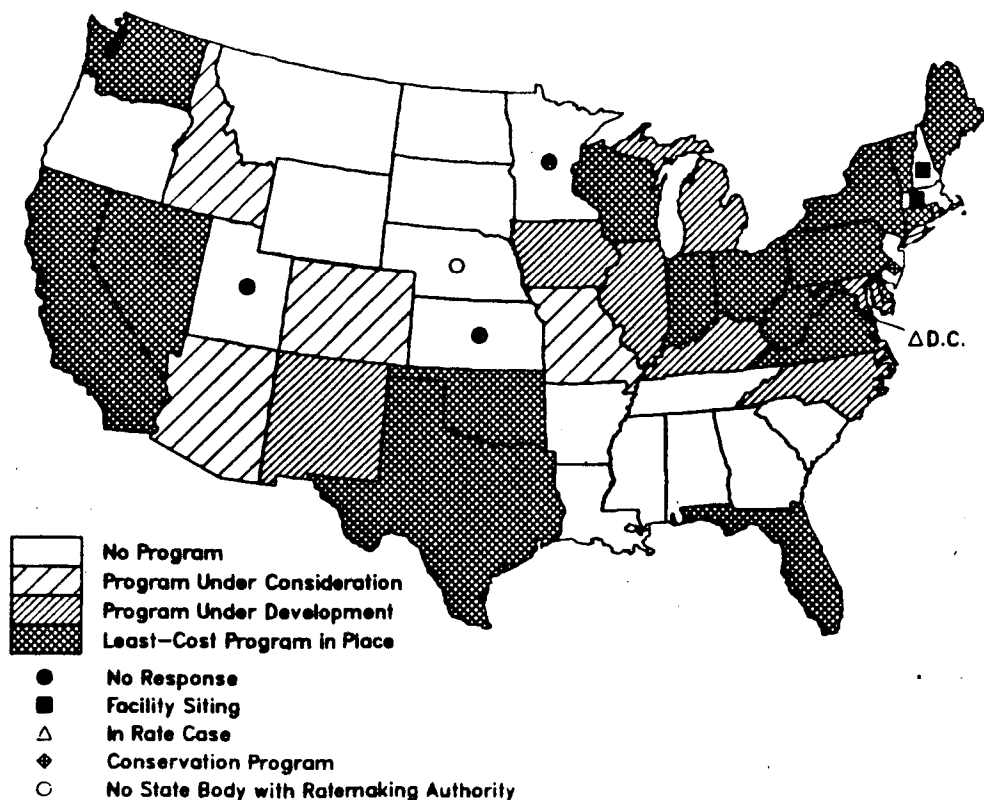 D.C.
No Program
Program Under Consideration
Program Under Development
Least-Cost Program in Place
No Response
Facility Siting
In Rate Case
Conservation Program
No State Body with Ratemaking Authority